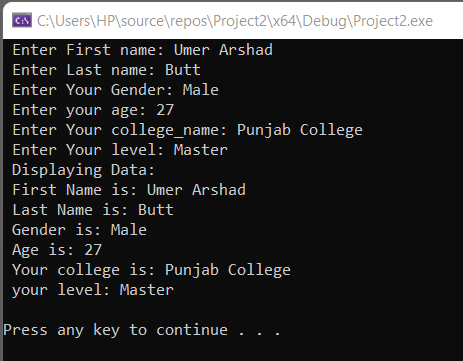 C:\Users\HP\source\repos\Project2\x64\Debug\Project2.exe
Enter First name: Umer Arshad
Enter Last name: Butt
Enter Your Gender: Male
Enter your age: 27
Enter Your college_name: Punjab College
Enter Your level: Master
Displaying Data:
First Name is: Umer Arshad
Last Name is: Butt
Gender is: Male
Age is: 27
Your college is: Punjab College
your level: Master
Press any key to continue . . .